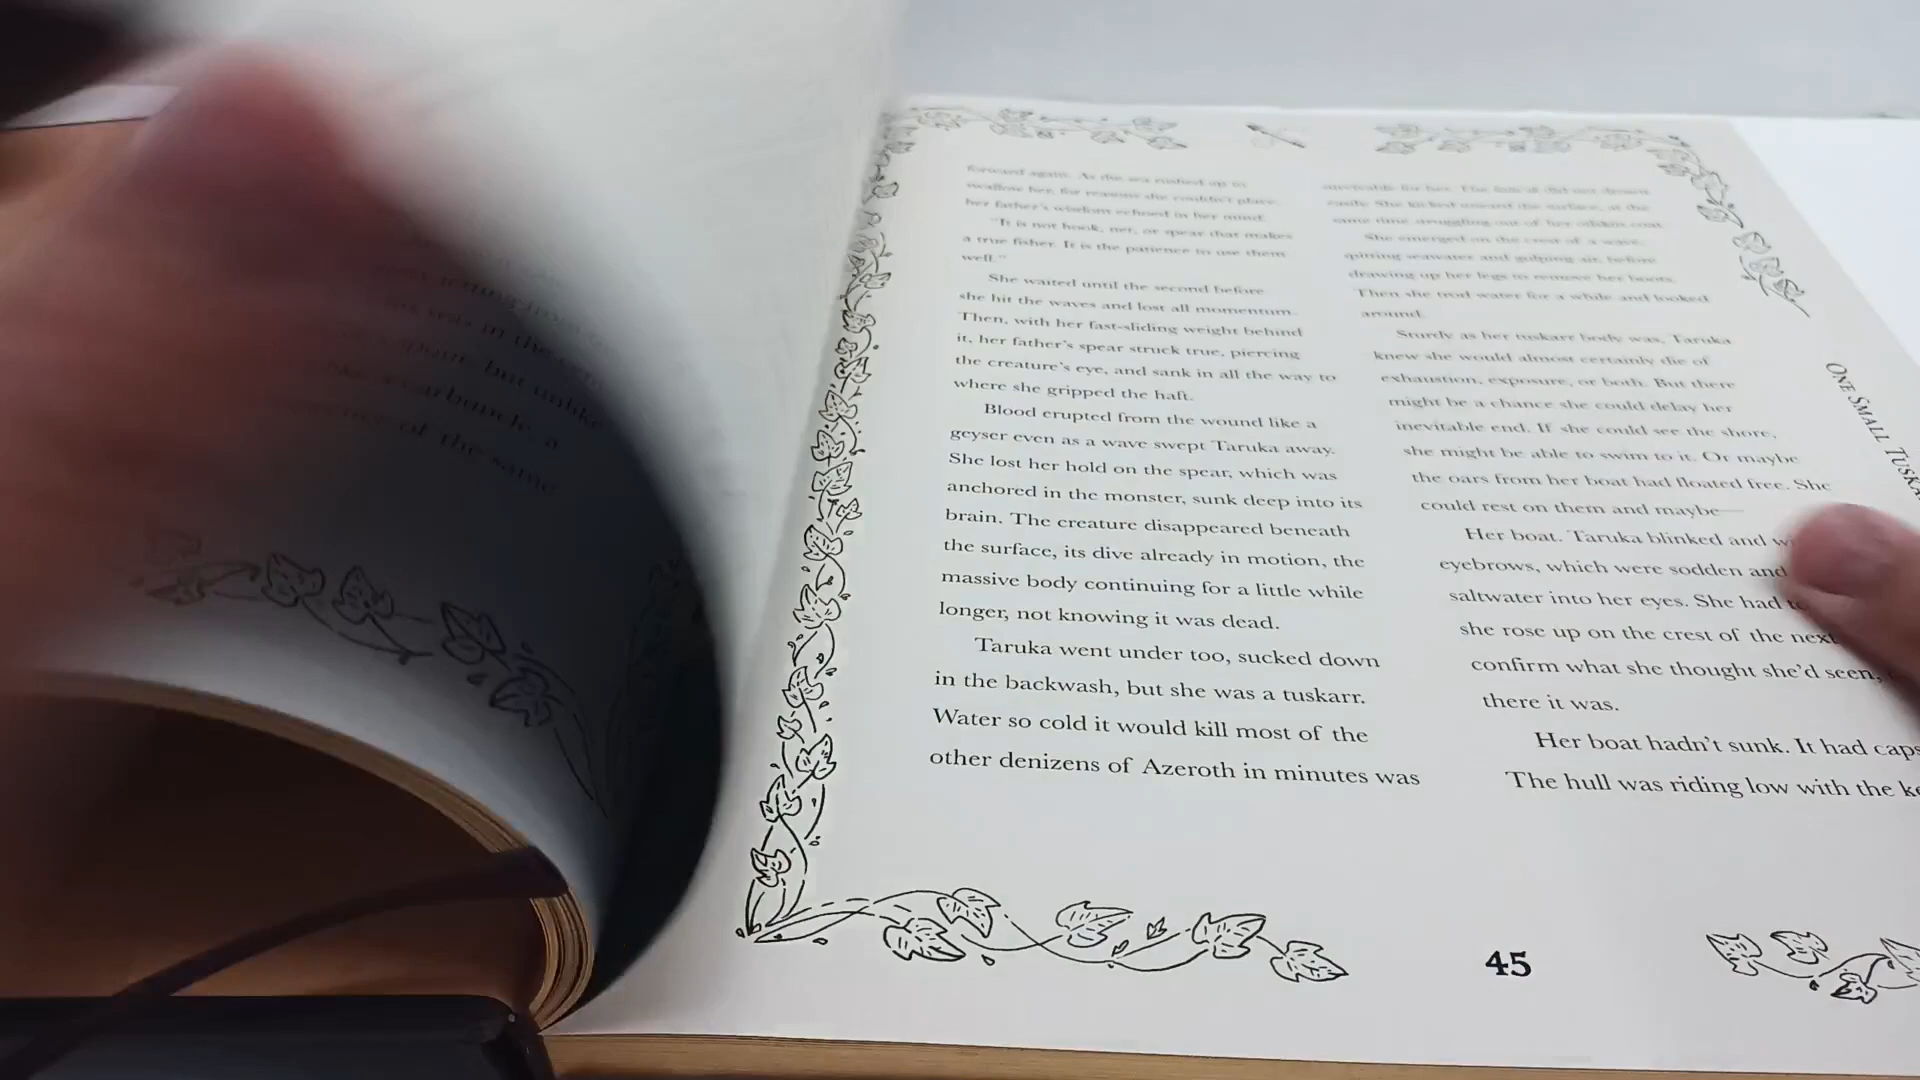 forward again. As the sea rushed up to
swallow her, for reasons she couldn't place,
her father's wisdom echoed in her mind.
"It is not hook, net, or spear that makes
a true fisher. It is the patience to use them
well."
She waited until the second before
she hit the waves and lost all momentum.
Then, with her fast-sliding weight behind
it, her father's spear struck true, piercing
the creature's eye, and sank in all the way to
where she gripped the haft.
Blood erupted from the wound like a
geyser even as a wave swept Taruka away.
She lost her hold on the spear, which was
anchored in the monster, sunk deep into its
brain. The creature disappeared beneath
the surface, its dive already in motion, the
massive body continuing for a little while
longer, not knowing it was dead.
Taruka went under too, sucked down
in the backwash, but she was a tuskarr.
Water so cold it would kill most of the
other denizens of Azeroth in minutes was
for her. Her folk did not drown
easily. She kicked toward the surface, at the
same time struggling out of her oilskin coat.
She emerged on the crest of a wave,
spitting seawater and gulping air, before
drawing up her legs to remove her boots.
Then she trod water for a while and looked
around.
Sturdy as her tuskarr body was, Taruka
knew she would almost certainly die of
exhaustion, exposure, or both. But there
might be a chance she could delay her
inevitable end. If she could see the shore,
she might be able to swim to it. Or maybe
the oars from her boat had floated free. She
could rest on them and maybe—
Her boat. Taruka blinked and
eyebrows, which were sodden and
saltwater into her eyes. She had
she rose up on the crest of the next
confirm what she thought she'd seen,
there it was.
Her boat hadn't sunk. It had caps
The hull was riding low with the ke
ONE SMALL TUSKA
45